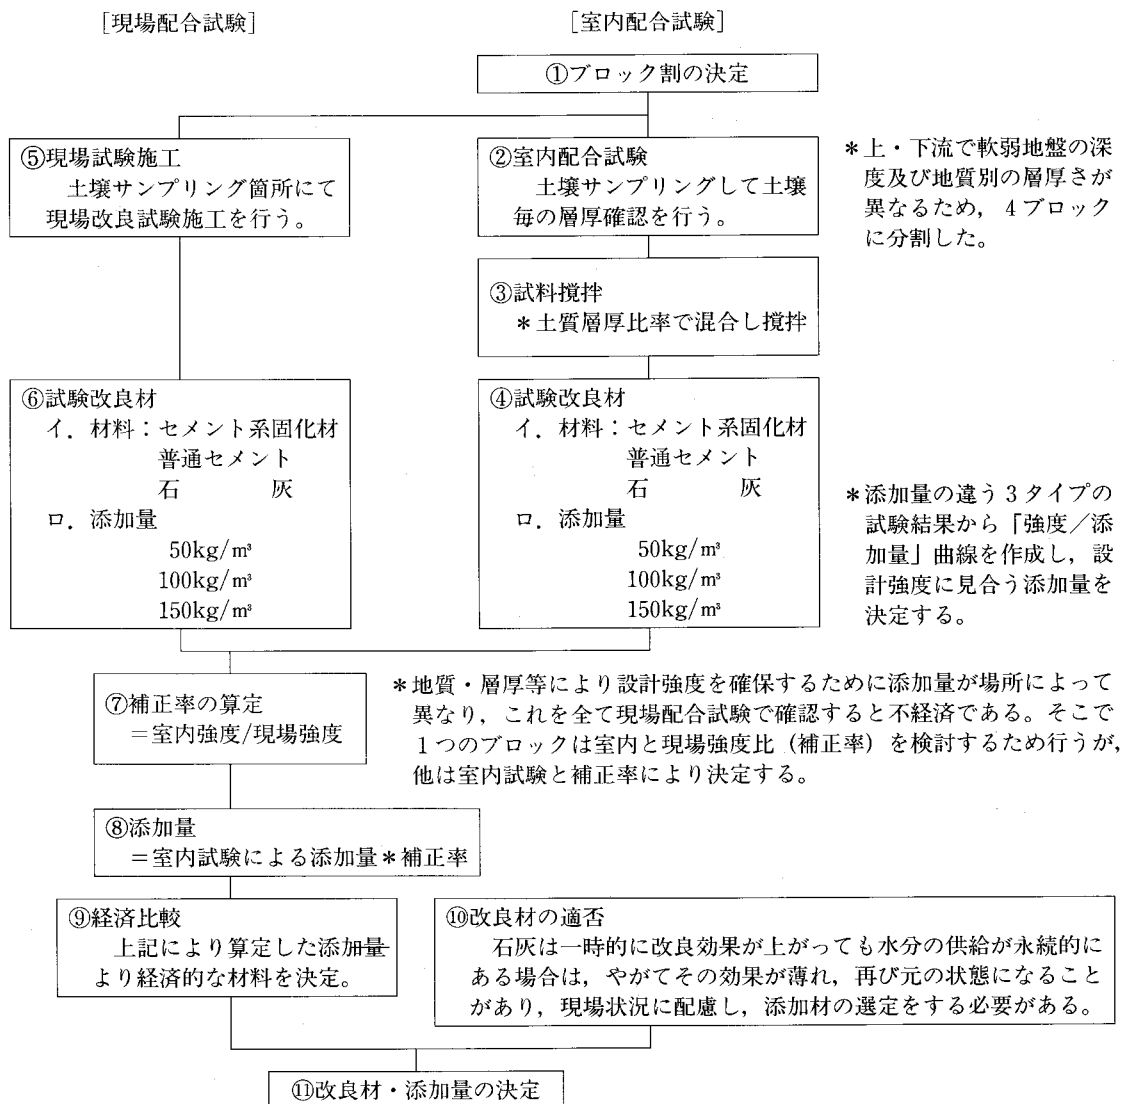 ［現場配合試験］
［室内配合試験］
①ブロック割の決定
⑤現場試験施工
土壌サンプリング箇所にて
現場改良試験施工を行う。
②室内配合試験
土壌サンプリングして土壌
毎の層厚確認を行う。
＊上・下流で軟弱地盤の深
度及び地質別の層厚さが
異なるため，4ブロック
に分割した。
③試料撹拌
＊土質層厚比率で混合し撹拌
⑥試験改良材
イ．材料：セメント系固化材
普通セメント
石　　　灰
ロ．添加量
50kg/㎥
100kg/㎥
150kg/㎥
④試験改良材
イ．材料：セメント系固化材
普通セメント
石　　　灰
ロ．添加量
50kg/㎥
100kg/㎥
150kg/㎥
＊添加量の違う3タイプの
試験結果から「強度／添
加量」曲線を作成し，設
計強度に見合う添加量を
決定する。
⑦補正率の算定
＝室内強度/現場強度
＊地質・層厚等により設計強度を確保するために添加量が場所によって
異なり，これを全て現場配合試験で確認すると不経済である。そこで
1つのブロックは室内と現場強度比（補正率）を検討するため行うが，
他は室内試験と補正率により決定する。
⑧添加量
＝室内試験による添加量＊補正率
⑨経済比較
上記により算定した添加量
より経済的な材料を決定。
⑩改良材の適否
石灰は一時的に改良効果が上がっても水分の供給が永続的に
ある場合は，やがてその効果が薄れ，再び元の状態になること
があり，現場状況に配慮し，添加材の選定をする必要がある。
⑪改良材・添加量の決定